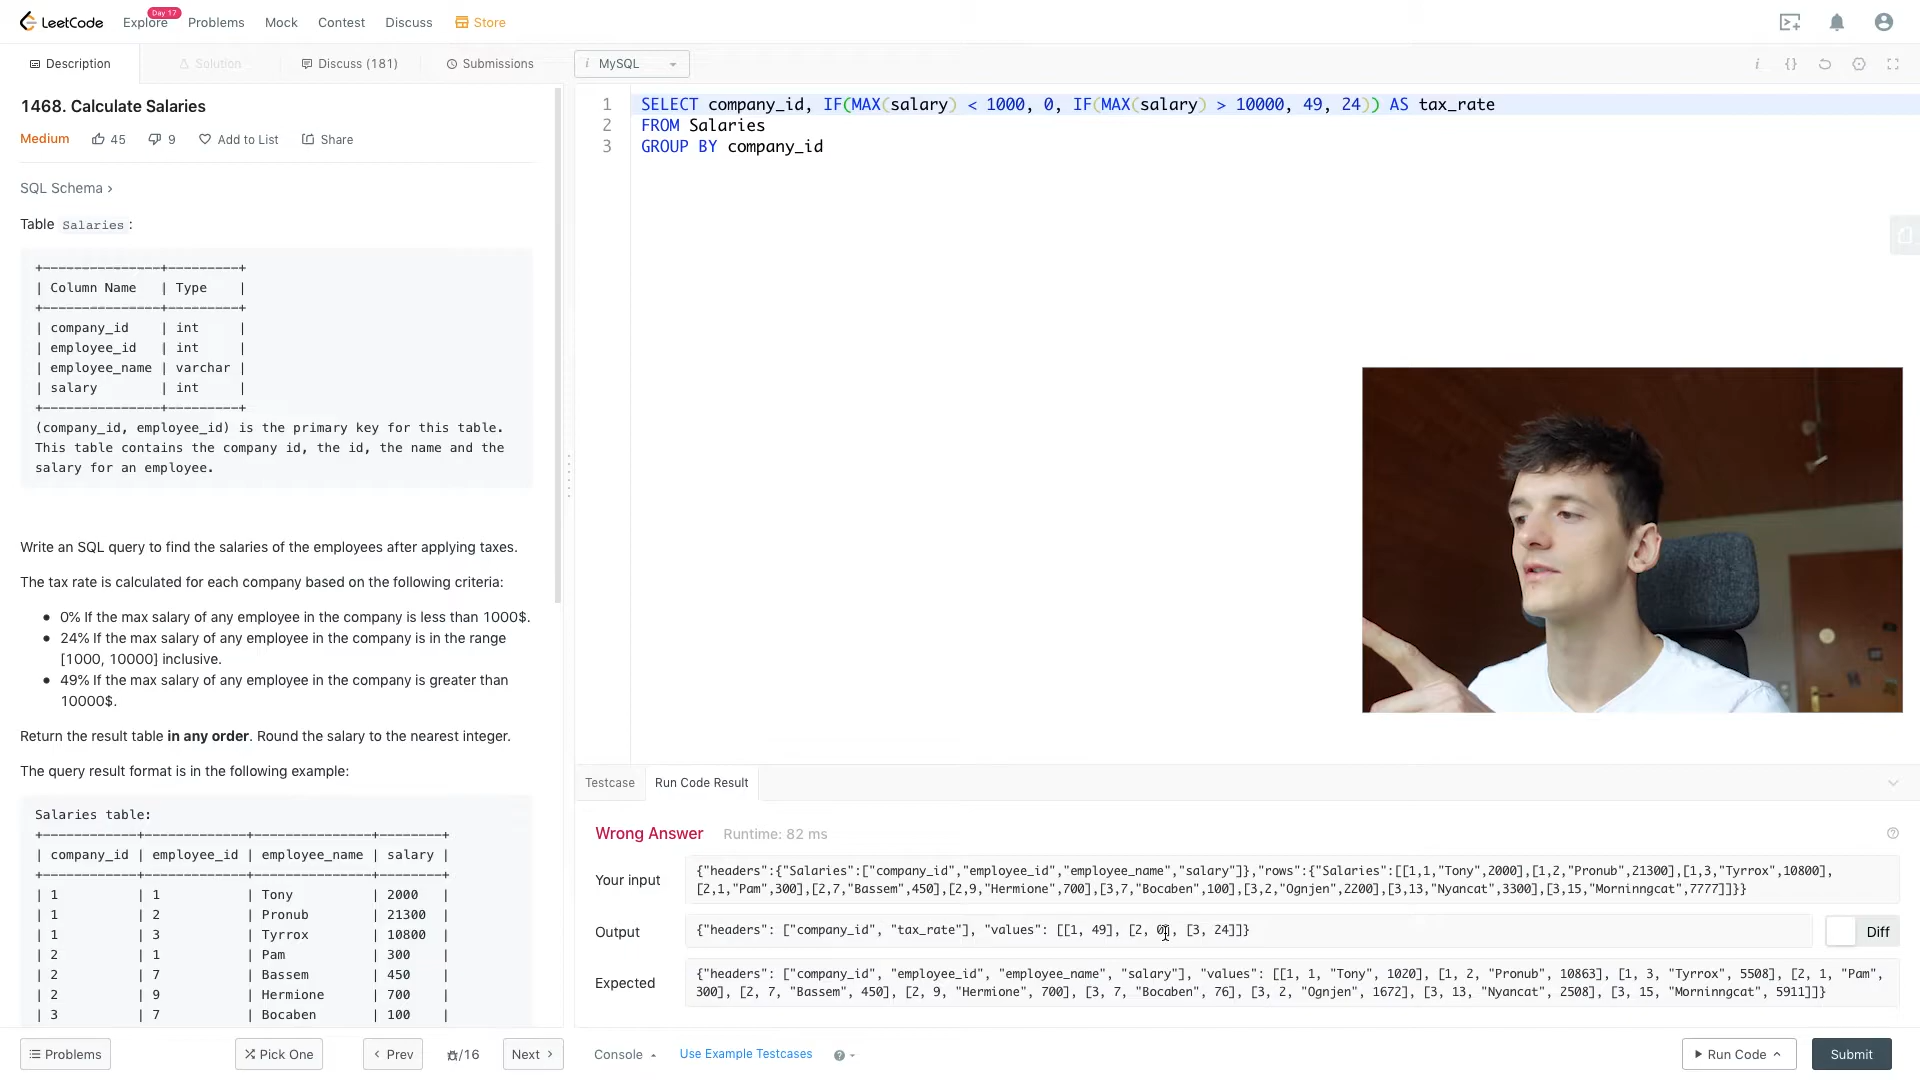 LeetCode Explore Day 17 Problems Mock Contest Discuss Store
Description Solution Discuss (181) Submissions i MySQL
1468. Calculate Salaries
Medium 45 9 Add to List Share
SQL Schema ›
Table Salaries:
+---------------+---------+
| Column Name   | Type    |
+---------------+---------+
| company_id    | int     |
| employee_id   | int     |
| employee_name | varchar |
| salary        | int     |
+---------------+---------+
(company_id, employee_id) is the primary key for this table.
This table contains the company id, the id, the name and the
salary for an employee.
Write an SQL query to find the salaries of the employees after applying taxes.
The tax rate is calculated for each company based on the following criteria:
• 0% If the max salary of any employee in the company is less than 1000$.
• 24% If the max salary of any employee in the company is in the range
[1000, 10000] inclusive.
• 49% If the max salary of any employee in the company is greater than
10000$.
Return the result table in any order. Round the salary to the nearest integer.
The query result format is in the following example:
Salaries table:
+------------+-------------+---------------+--------+
| company_id | employee_id | employee_name | salary |
+------------+-------------+---------------+--------+
| 1          | 1           | Tony          | 2000   |
| 1          | 2           | Pronub        | 21300  |
| 1          | 3           | Tyrrox        | 10800  |
| 2          | 1           | Pam           | 300    |
| 2          | 7           | Bassem        | 450    |
| 2          | 9           | Hermione      | 700    |
| 3          | 7           | Bocaben       | 100    |
1 SELECT company_id, IF(MAX(salary) < 1000, 0, IF(MAX(salary) > 10000, 49, 24)) AS tax_rate
2 FROM Salaries
3 GROUP BY company_id
Testcase Run Code Result
Wrong Answer Runtime: 82 ms
Your input
{"headers":{"Salaries":["company_id","employee_id","employee_name","salary"]},"rows":{"Salaries":[[1,1,"Tony",2000],[1,2,"Pronub",21300],[1,3,"Tyrrox",10800],
[2,1,"Pam",300],[2,7,"Bassem",450],[2,9,"Hermione",700],[3,7,"Bocaben",100],[3,2,"Ognjen",2200],[3,13,"Nyancat",3300],[3,15,"Morninngcat",7777]]}}
Output
{"headers": ["company_id", "tax_rate"], "values": [[1, 49], [2, 0], [3, 24]]}
Diff
Expected
{"headers": ["company_id", "employee_id", "employee_name", "salary"], "values": [[1, 1, "Tony", 1020], [1, 2, "Pronub", 10863], [1, 3, "Tyrrox", 5508], [2, 1, "Pam",
300], [2, 7, "Bassem", 450], [2, 9, "Hermione", 700], [3, 7, "Bocaben", 76], [3, 2, "Ognjen", 1672], [3, 13, "Nyancat", 2508], [3, 15, "Morninngcat", 5911]]}
Problems Pick One ‹ Prev /16 Next › Console Use Example Testcases Run Code Submit